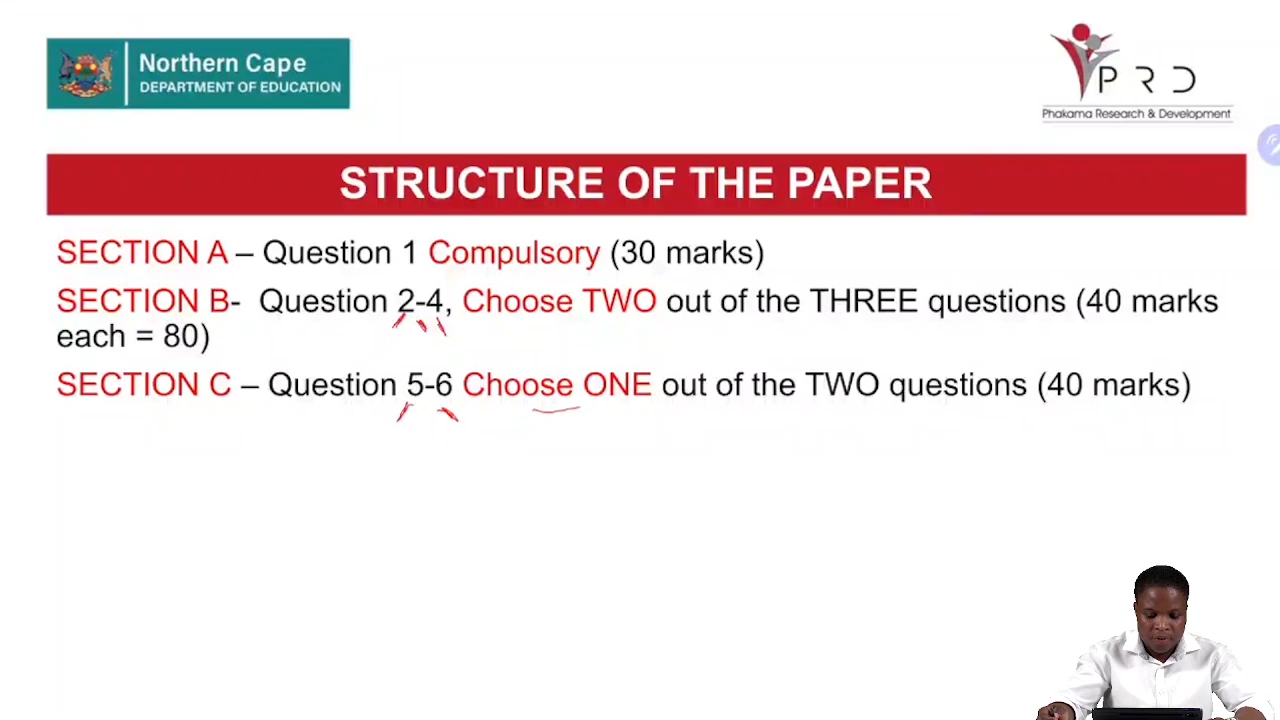 Northern Cape
DEPARTMENT OF EDUCATION
PRD
Phakama Research & Development
STRUCTURE OF THE PAPER
SECTION A – Question 1 Compulsory (30 marks)
SECTION B- Question 2-4, Choose TWO out of the THREE questions (40 marks
each = 80)
SECTION C – Question 5-6 Choose ONE out of the TWO questions (40 marks)